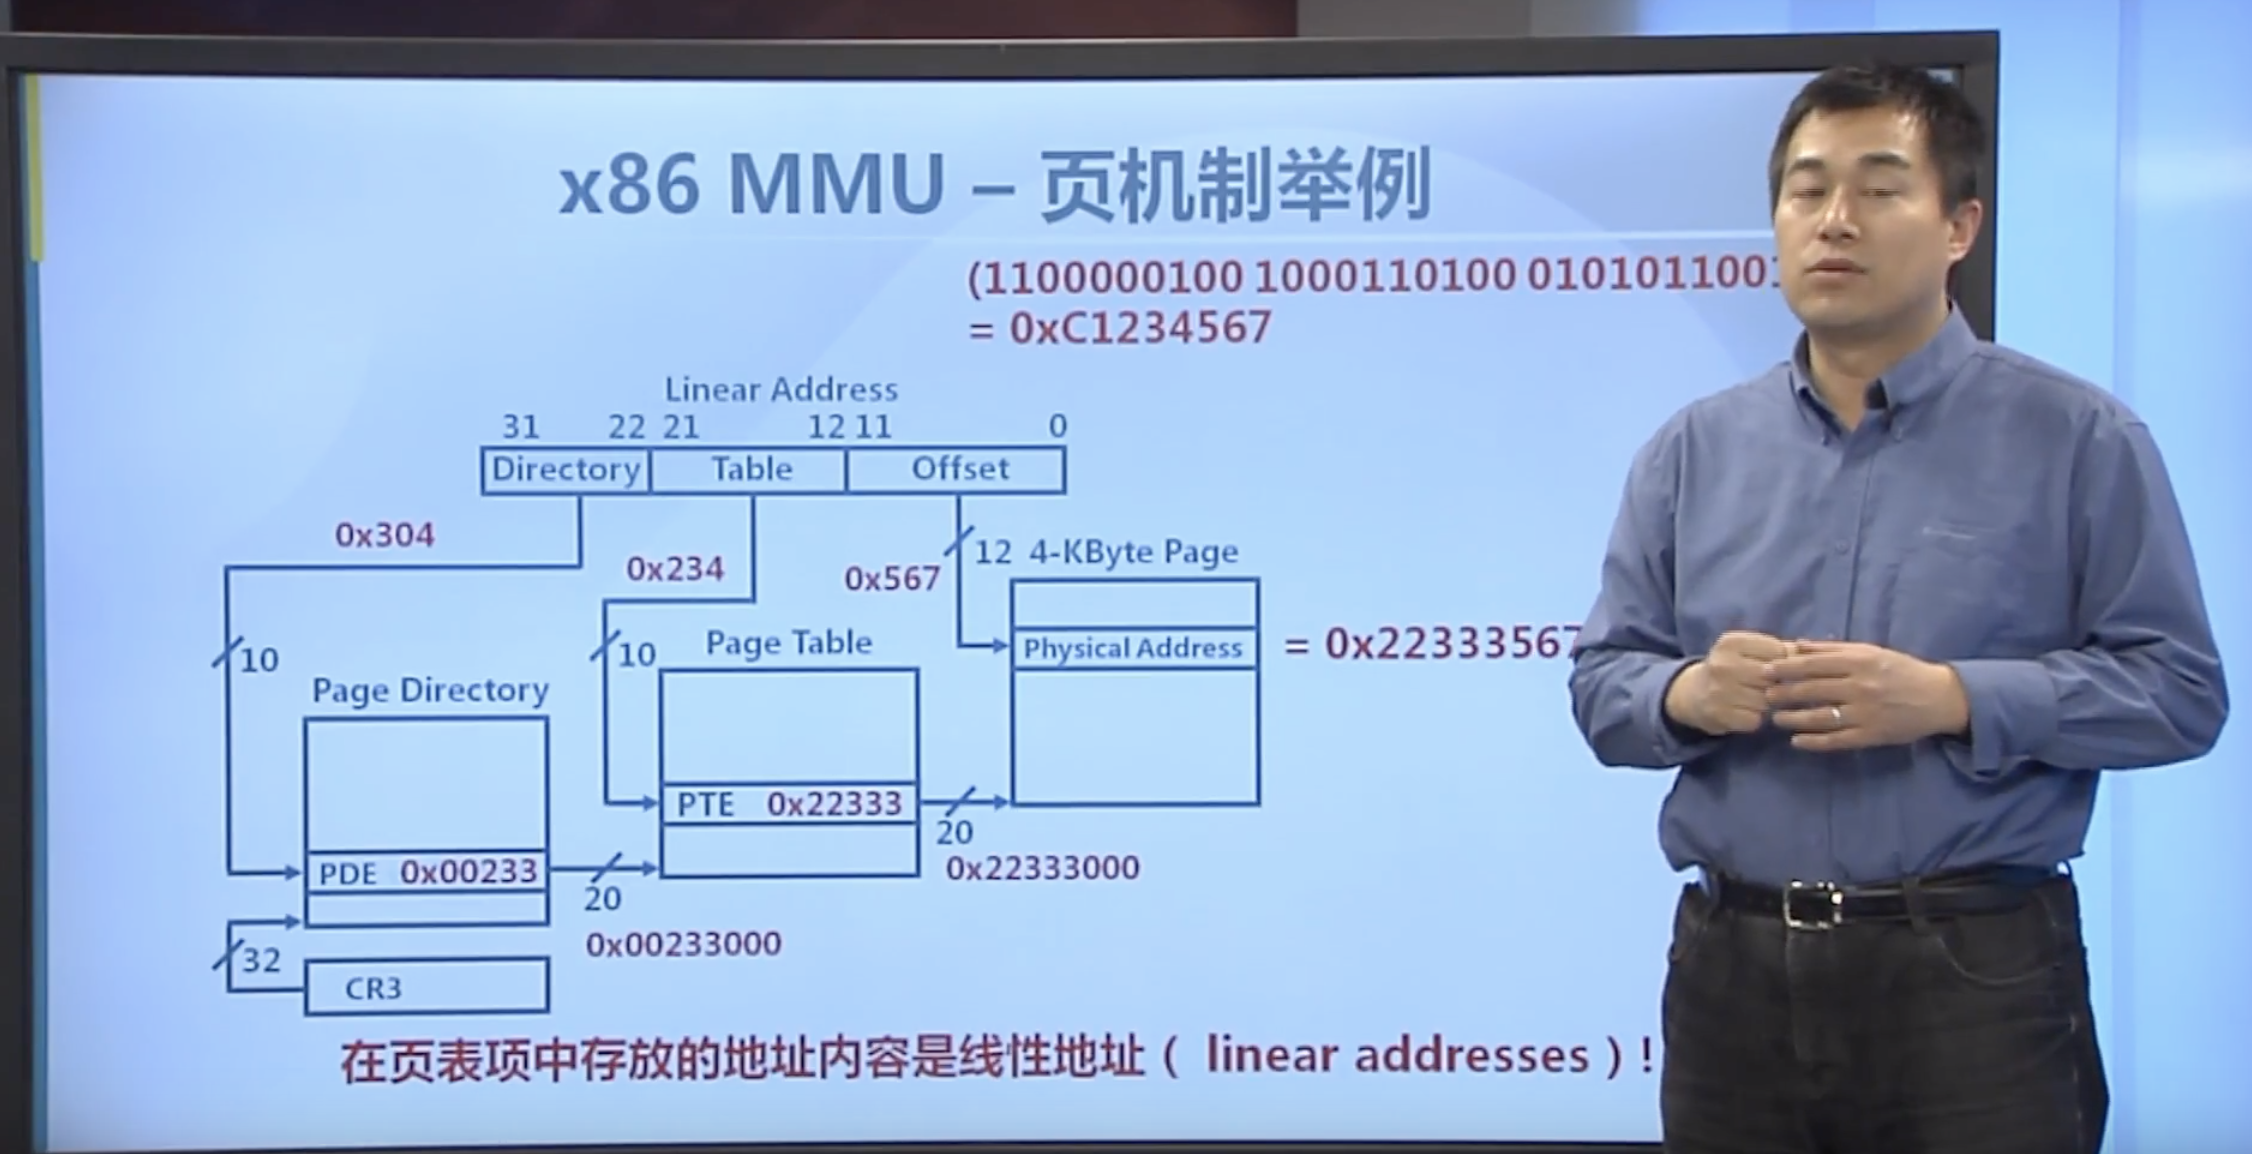 x86 MMU – 页机制举例
(1100000100 1000110100 010101100
= 0xC1234567
Linear Address
31 22 21 12 11 0
Directory Table Offset
0x304
0x234
0x567
12
4-KByte Page
10
10
Page Table
Physical Address
= 0x22333567
Page Directory
PTE 0x22333
20
0x22333000
PDE 0x00233
20
0x00233000
32
CR3
在页表项中存放的地址内容是线性地址（ linear addresses ）!